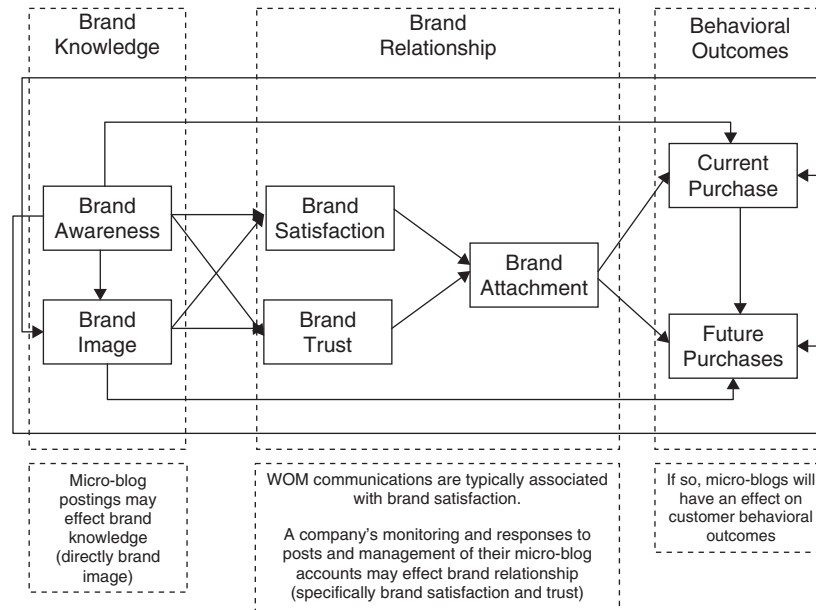 Brand
Knowledge
Brand
Relationship
Behavioral
Outcomes
Brand
Awareness
Brand
Image
Brand
Satisfaction
Brand
Trust
Brand
Attachment
Current
Purchase
Future
Purchases
Micro-blog
postings may
effect brand
knowledge
(directly brand
image)
WOM communications are typically associated
with brand satisfaction.
A company's monitoring and responses to
posts and management of their micro-blog
accounts may effect brand relationship
(specifically brand satisfaction and trust)
If so, micro-blogs will
have an effect on
customer behavioral
outcomes